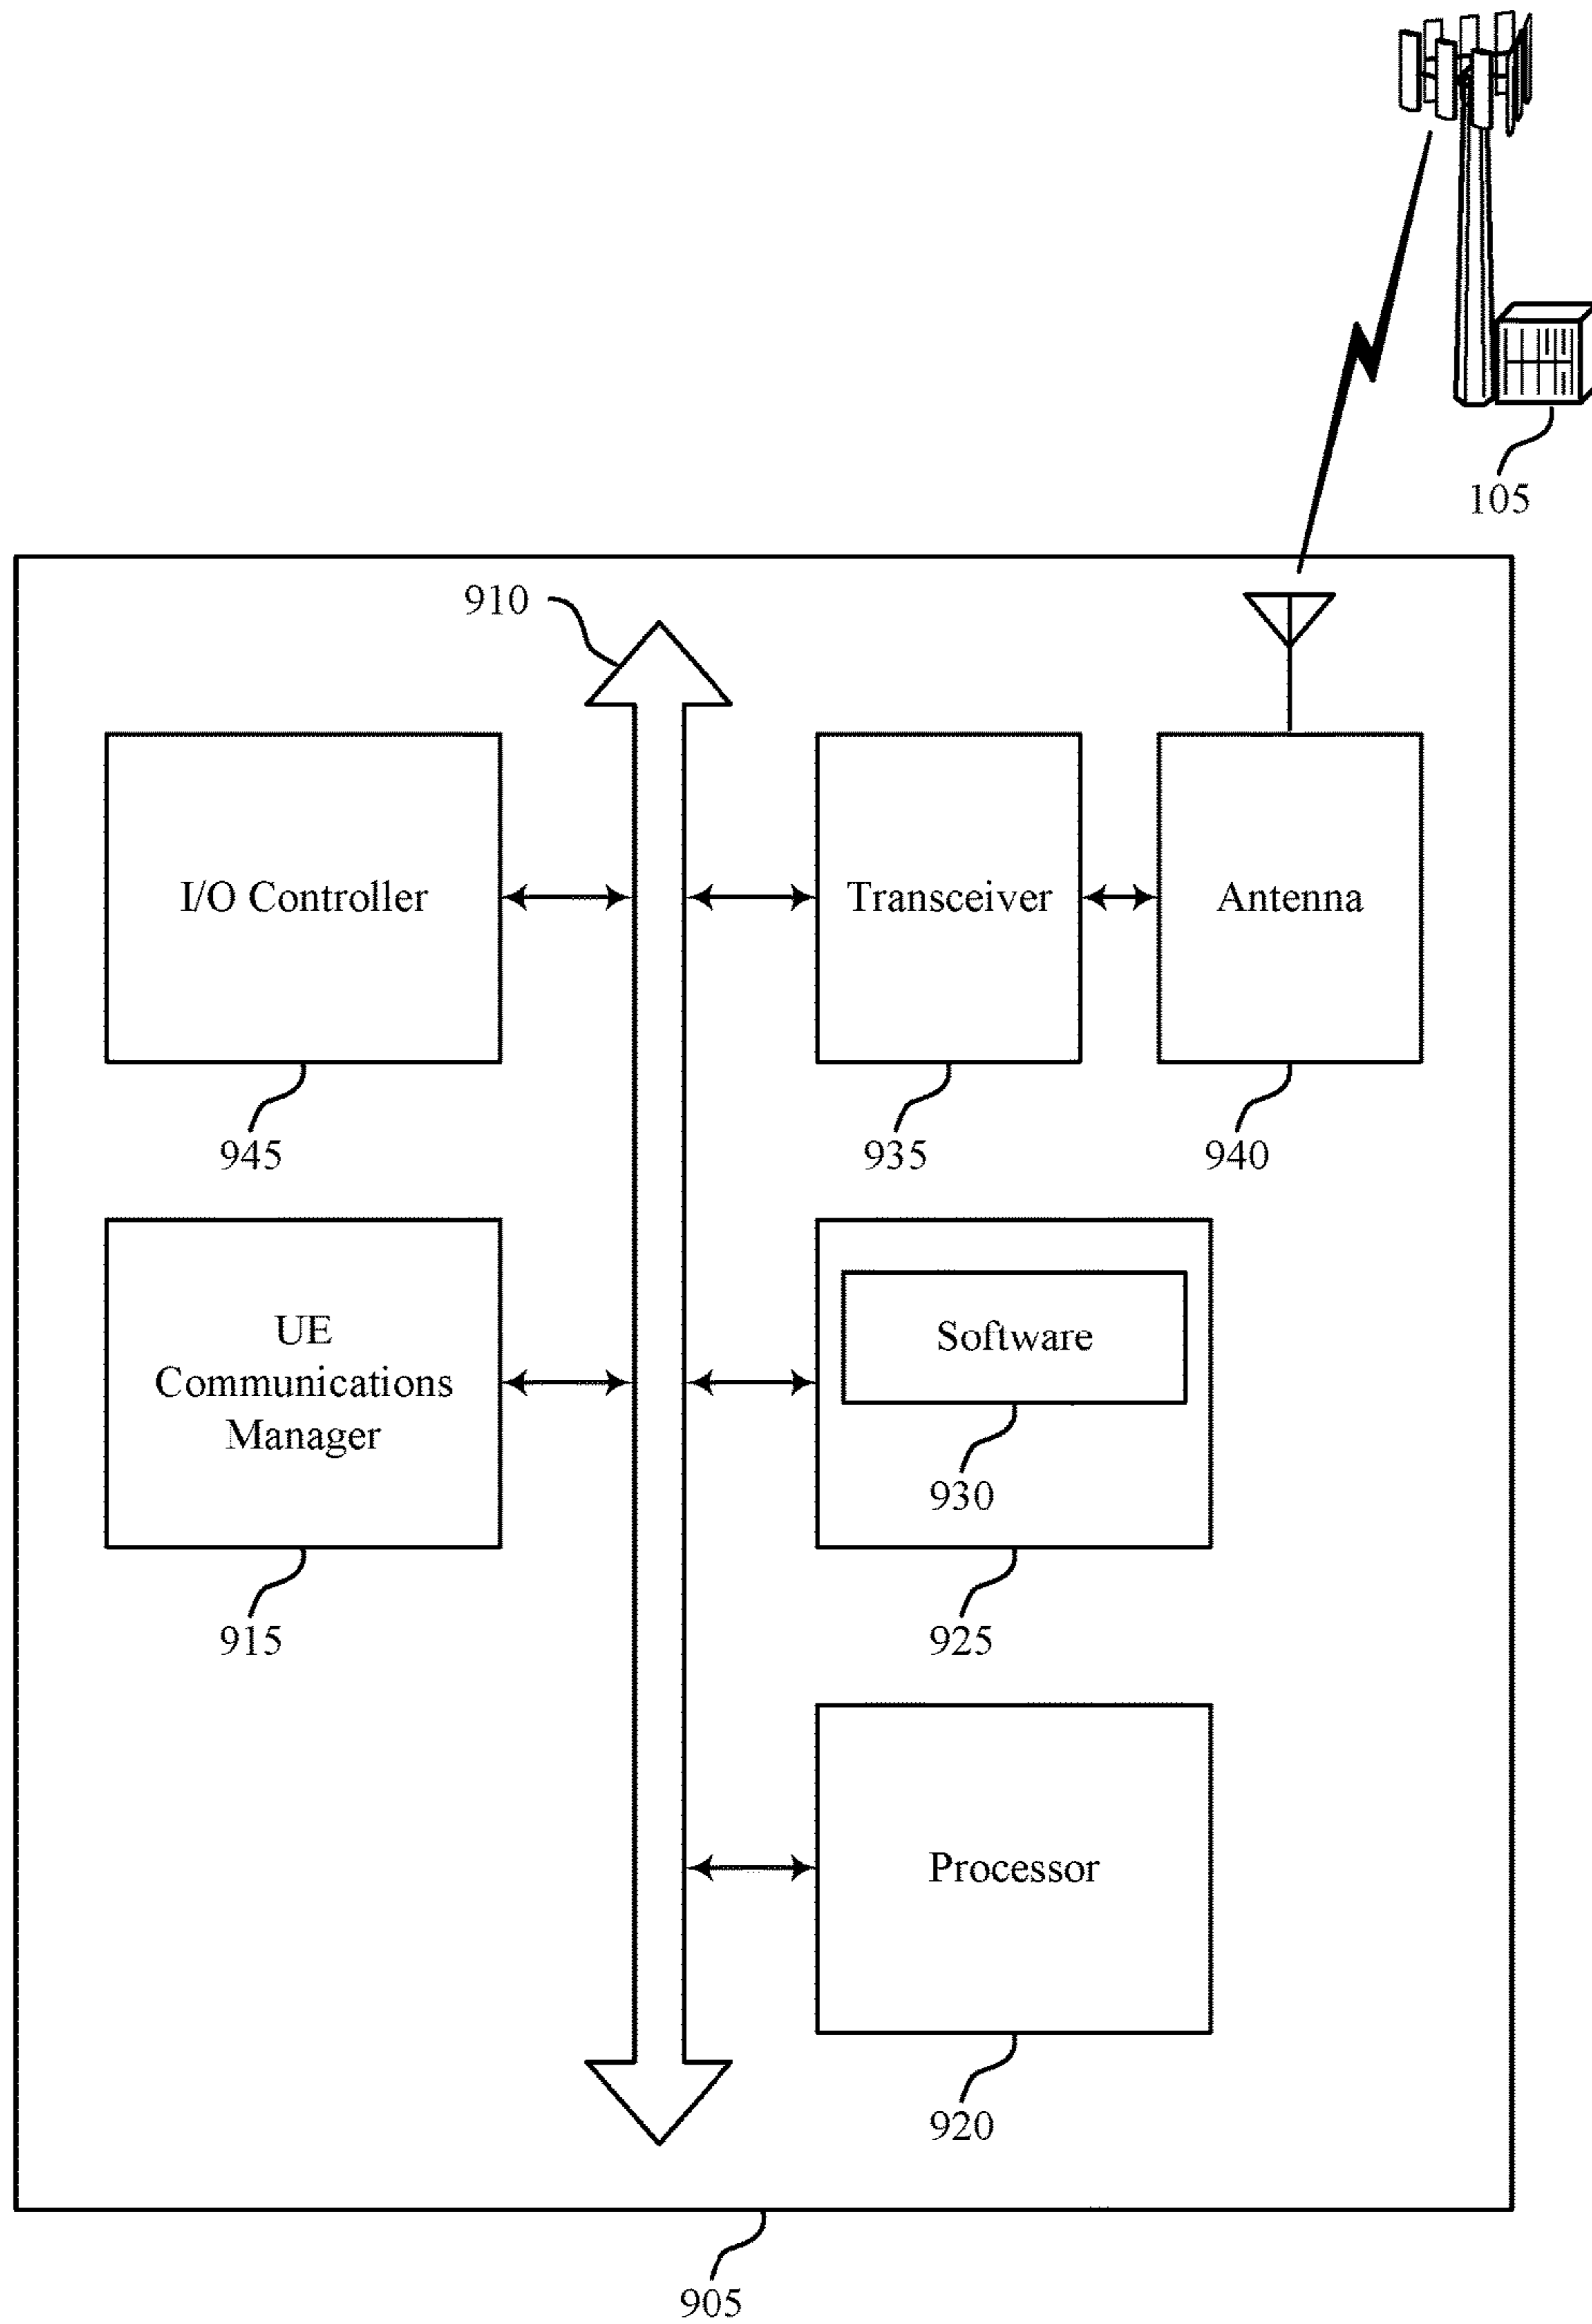 105
910
I/O Controller
Transceiver
Antenna
945
935
940
UE
Communications
Manager
Software
930
915
925
Processor
920
905